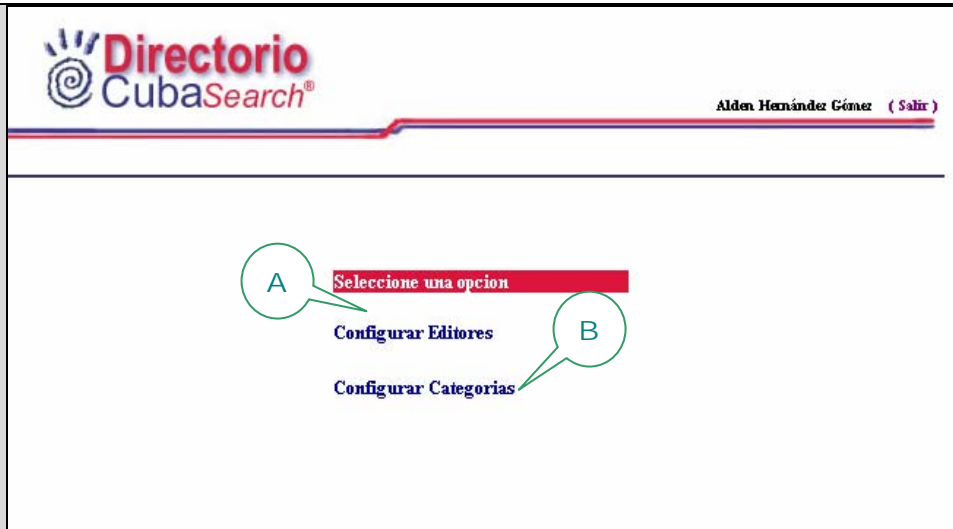 Directorio
CubaSearch®
Alden Hernández Gómez ( Salir )
A
Seleccione una opcion
Configurar Editores
B
Configurar Categorias